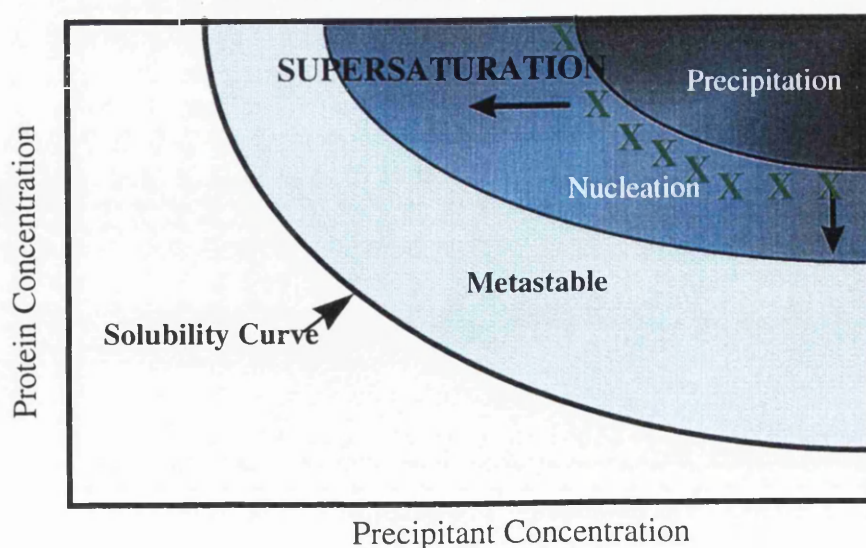 X
SUPERSATURATION
Precipitation
X
X
X
X
Nucleation
X X X
Metastable
Solubility Curve
Protein Concentration
Precipitant Concentration